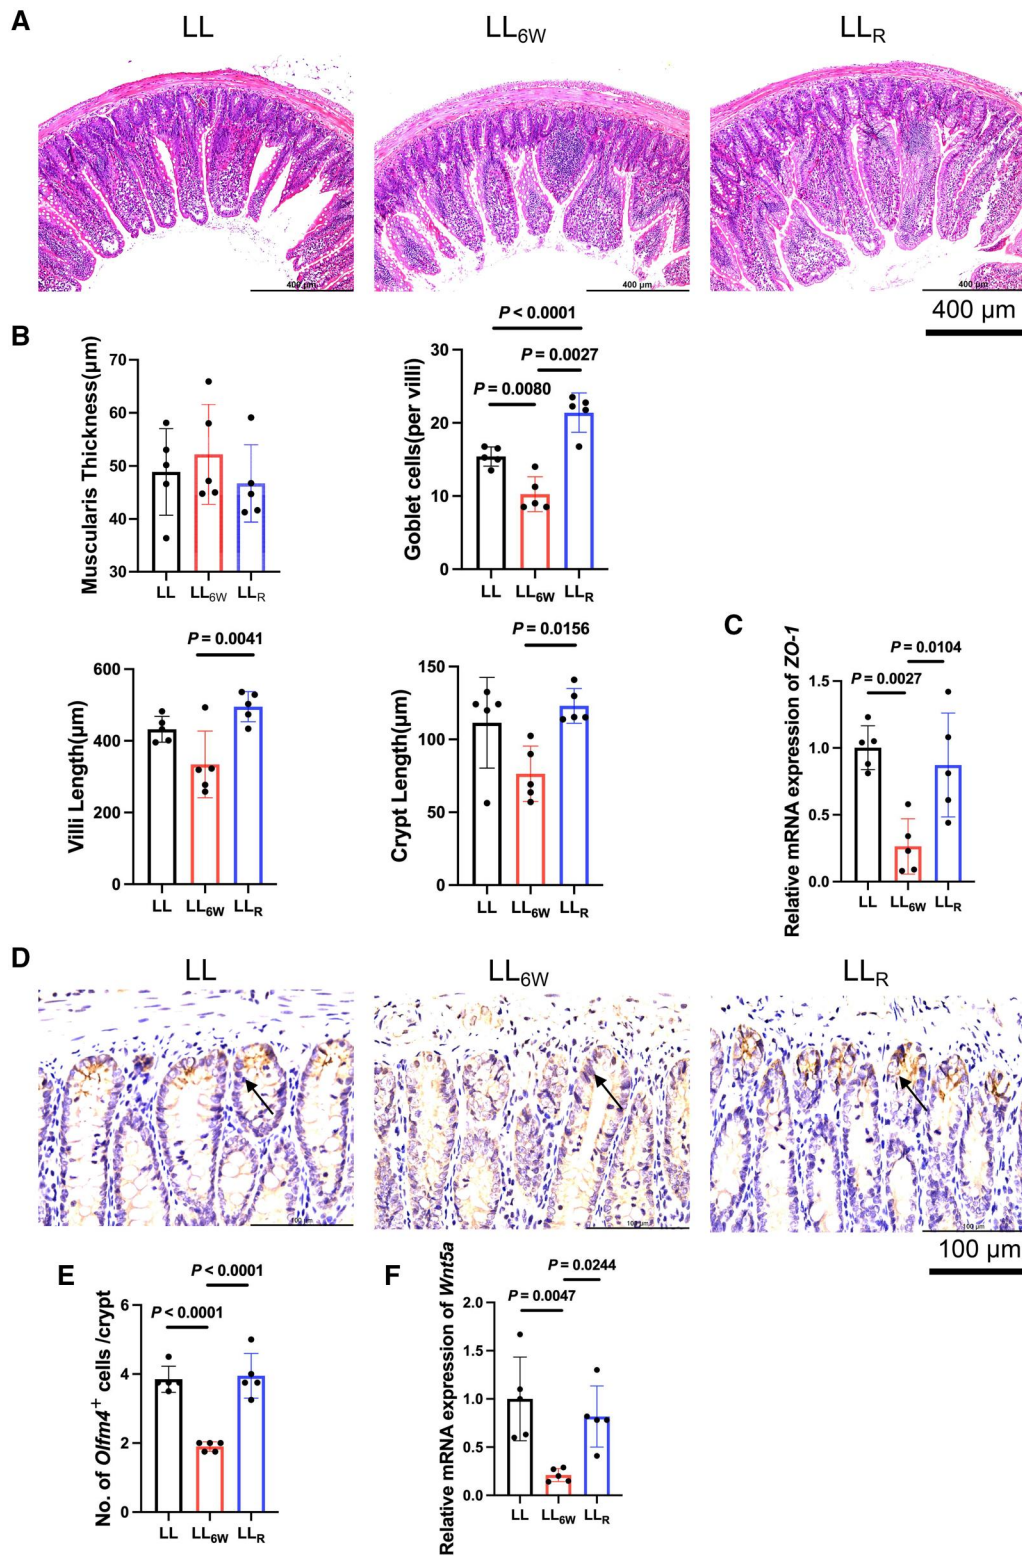 A
LL
LL6W
LLR
400 µm
400 µm
400 µm
400 µm
B
Muscularis Thickness(µm)
70
60
50
40
30
LL
LL6W
LLR
Goblet cells(per villi)
P < 0.0001
P = 0.0027
P = 0.0080
30
20
10
0
LL
LL6W
LLR
Villi Length(µm)
P = 0.0041
600
400
200
0
LL
LL6W
LLR
Crypt Length(µm)
P = 0.0156
150
100
50
0
LL
LL6W
LLR
C
Relative mRNA expression of ZO-1
P = 0.0104
P = 0.0027
1.5
1.0
0.5
0.0
LL
LL6W
LLR
D
LL
LL6W
LLR
100 µm
100 µm
100 µm
100 µm
E
No. of Olfm4+ cells /crypt
P < 0.0001
P < 0.0001
6
4
2
0
LL
LL6W
LLR
F
Relative mRNA expression of Wnt5a
P = 0.0244
P = 0.0047
2.0
1.5
1.0
0.5
0.0
LL
LL6W
LLR